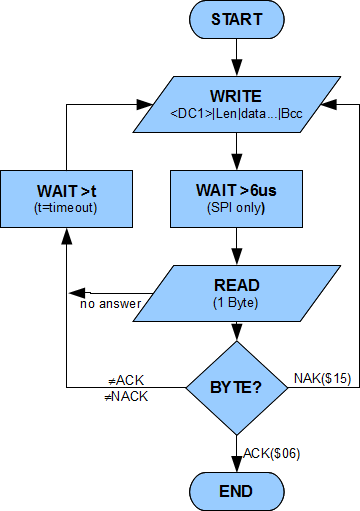 START
WRITE
<DC1>|Len|data...|Bcc
WAIT >t
(t=timeout)
WAIT >6us
(SPI only)
READ
(1 Byte)
no answer
BYTE?
≠ACK
≠NACK
NAK($15)
ACK($06)
END